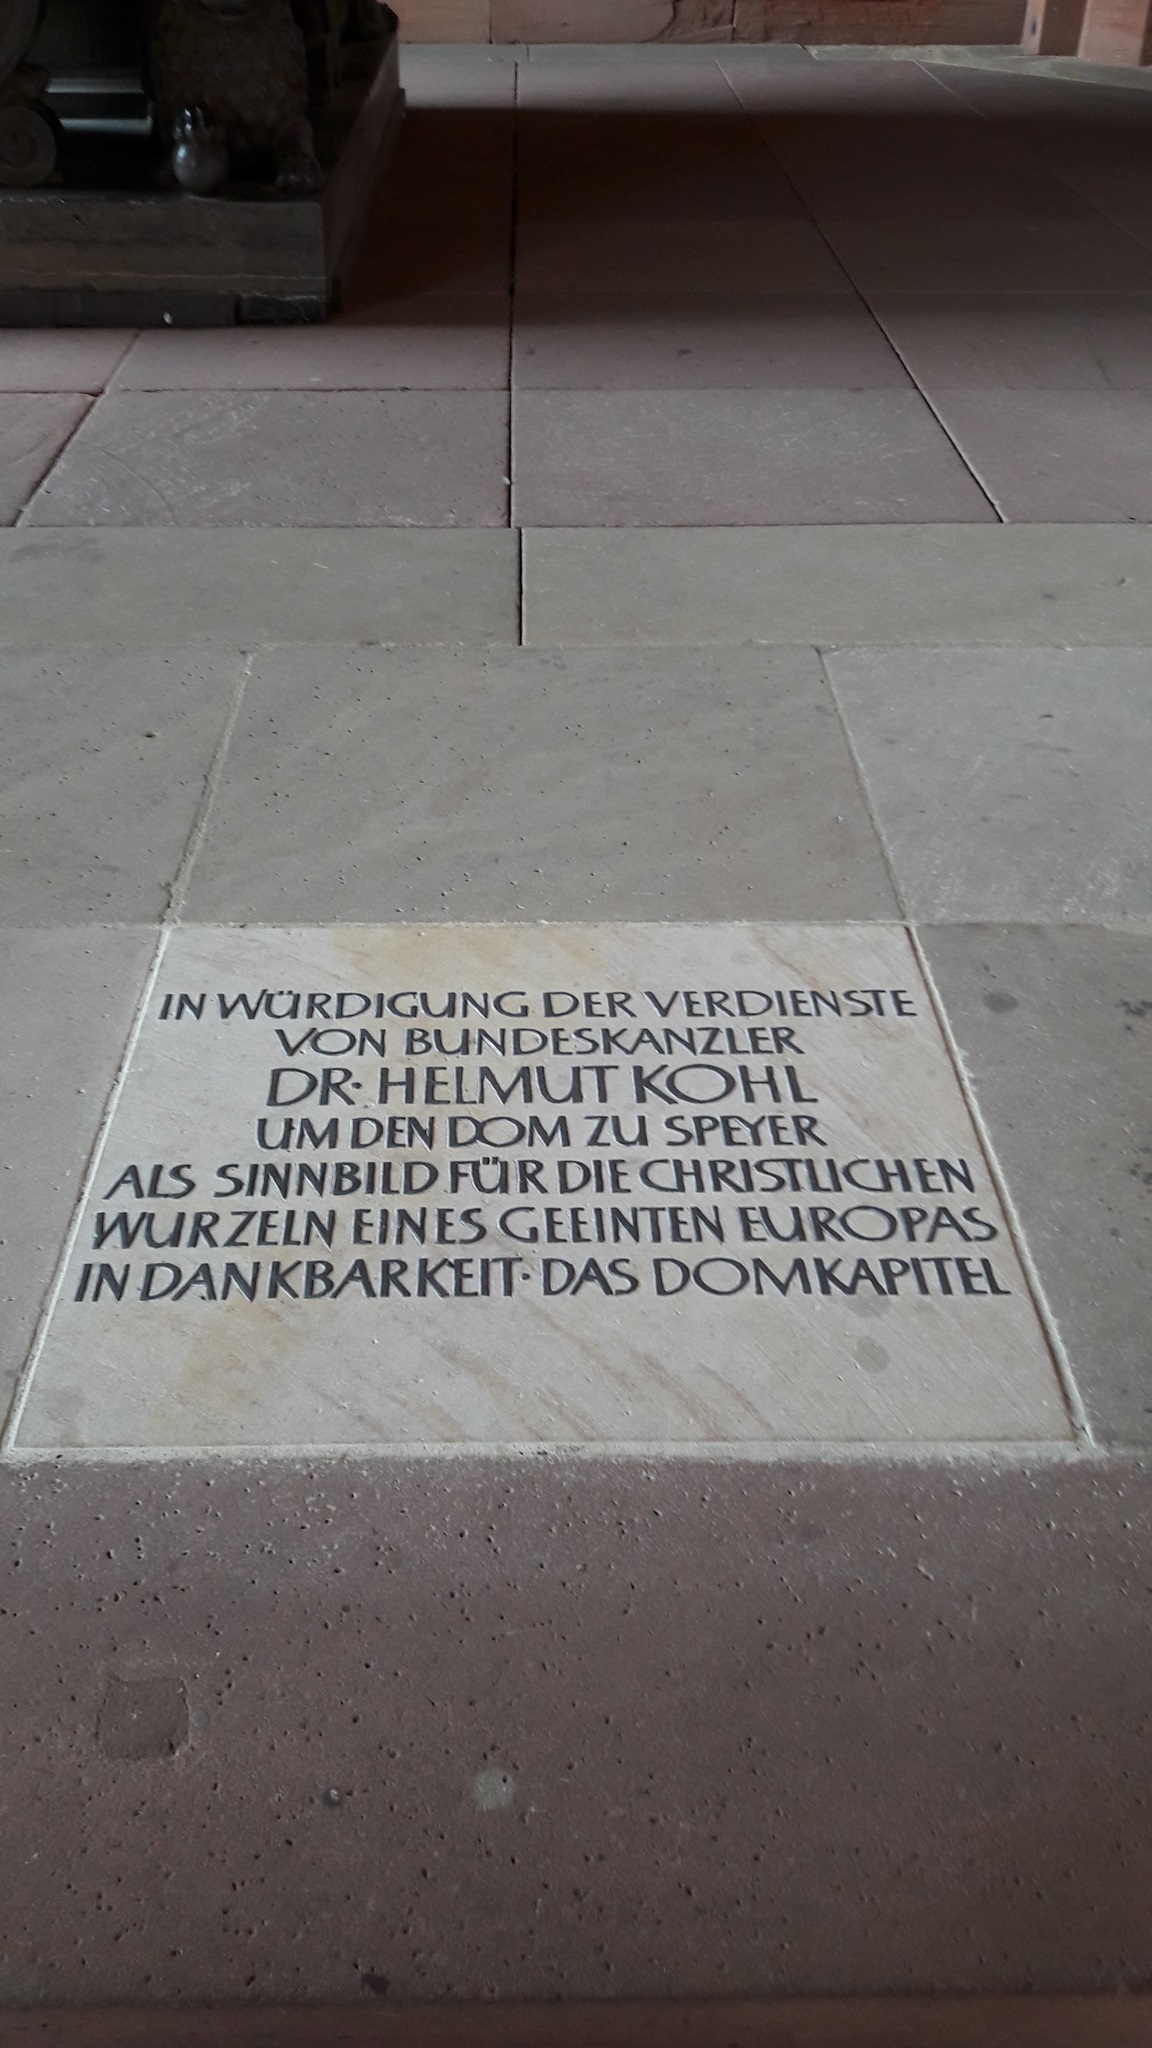 IN WÜRDIGUNG DER VERDIENSTE
VON BUNDESKANZLER
DR· HELMUT KOHL
UM DEN DOM ZU SPEYER
ALS SINNBILD FÜR DIE CHRISTLICHEN
WURZELN EINES GEEINTEN EUROPAS
IN DANKBARKEIT· DAS DOMKAPITEL